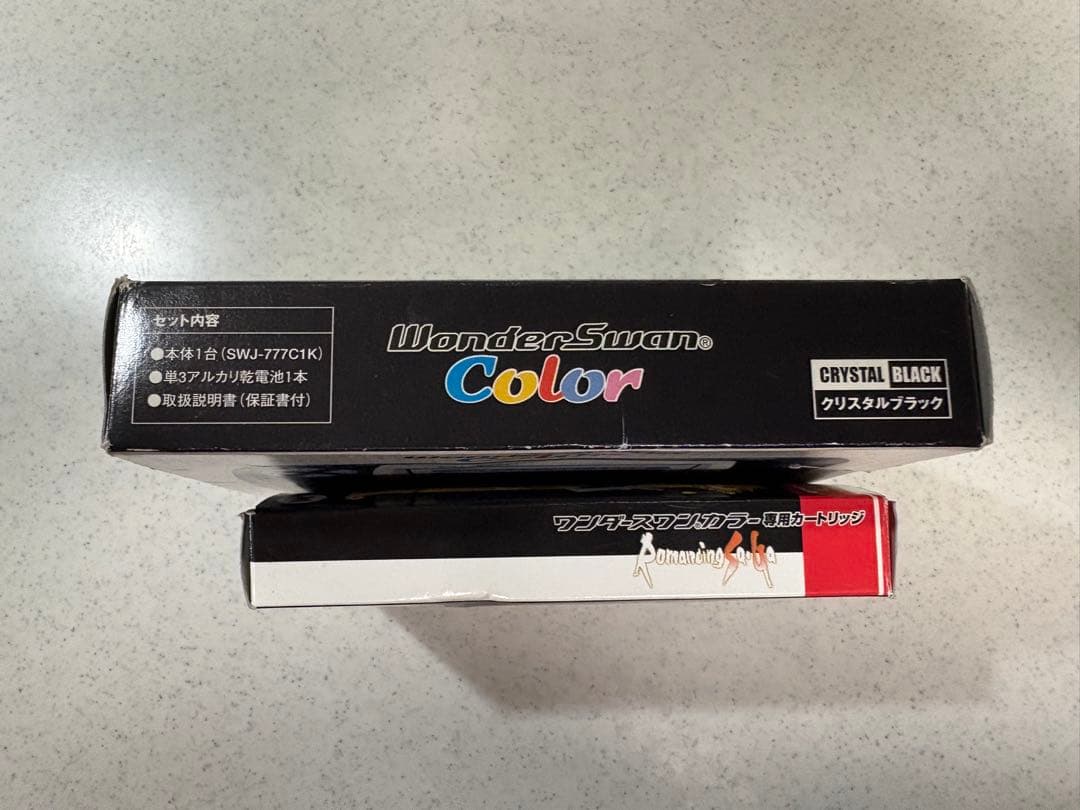 セット内容
●本体1台(SWJ-777C1K)
●単3アルカリ乾電池1本
●取扱説明書(保証書付)
WonderSwan®
Color
CRYSTAL BLACK
クリスタルブラック
ワンダースワンカラー専用カートリッジ
Romancing SaGa